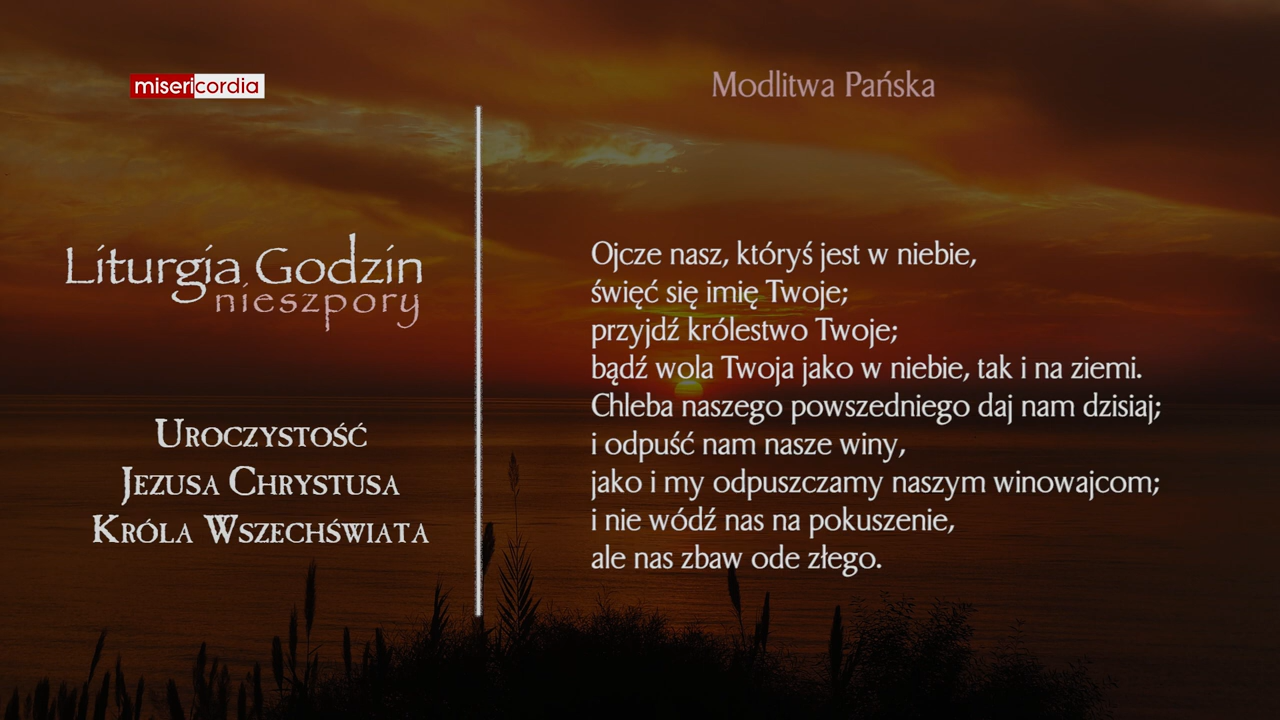 misericordia
Liturgia Godzin
nieszpory
Uroczystość
Jezusa Chrystusa
Króla Wszechświata
Modlitwa Pańska
Ojcze nasz, któryś jest w niebie,
święć się imię Twoje;
przyjdź królestwo Twoje;
bądź wola Twoja jako w niebie, tak i na ziemi.
Chleba naszego powszedniego daj nam dzisiaj;
i odpuść nam nasze winy,
jako i my odpuszczamy naszym winowajcom;
i nie wódź nas na pokuszenie,
ale nas zbaw ode złego.